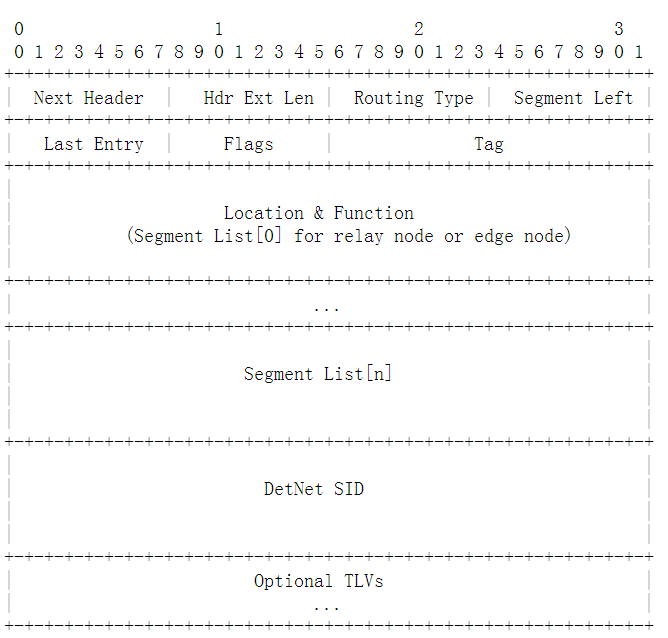 0                   1                   2                   3
0 1 2 3 4 5 6 7 8 9 0 1 2 3 4 5 6 7 8 9 0 1 2 3 4 5 6 7 8 9 0 1
+-+-+-+-+-+-+-+-+-+-+-+-+-+-+-+-+-+-+-+-+-+-+-+-+-+-+-+-+-+-+-+-+
|  Next Header  |   Hdr Ext Len |  Routing Type |  Segment Left |
+-+-+-+-+-+-+-+-+-+-+-+-+-+-+-+-+-+-+-+-+-+-+-+-+-+-+-+-+-+-+-+-+
|   Last Entry  |     Flags     |              Tag              |
+-+-+-+-+-+-+-+-+-+-+-+-+-+-+-+-+-+-+-+-+-+-+-+-+-+-+-+-+-+-+-+-+
|                     Location & Function                       |
|           (Segment List[0] for relay node or edge node)       |
+-+-+-+-+-+-+-+-+-+-+-+-+-+-+-+-+-+-+-+-+-+-+-+-+-+-+-+-+-+-+-+-+
|                              ...                              |
+-+-+-+-+-+-+-+-+-+-+-+-+-+-+-+-+-+-+-+-+-+-+-+-+-+-+-+-+-+-+-+-+
|                       Segment List[n]                         |
+-+-+-+-+-+-+-+-+-+-+-+-+-+-+-+-+-+-+-+-+-+-+-+-+-+-+-+-+-+-+-+-+
|                         DetNet SID                            |
+-+-+-+-+-+-+-+-+-+-+-+-+-+-+-+-+-+-+-+-+-+-+-+-+-+-+-+-+-+-+-+-+
|                        Optional TLVs                          |
|                              ...                              |
+-+-+-+-+-+-+-+-+-+-+-+-+-+-+-+-+-+-+-+-+-+-+-+-+-+-+-+-+-+-+-+-+